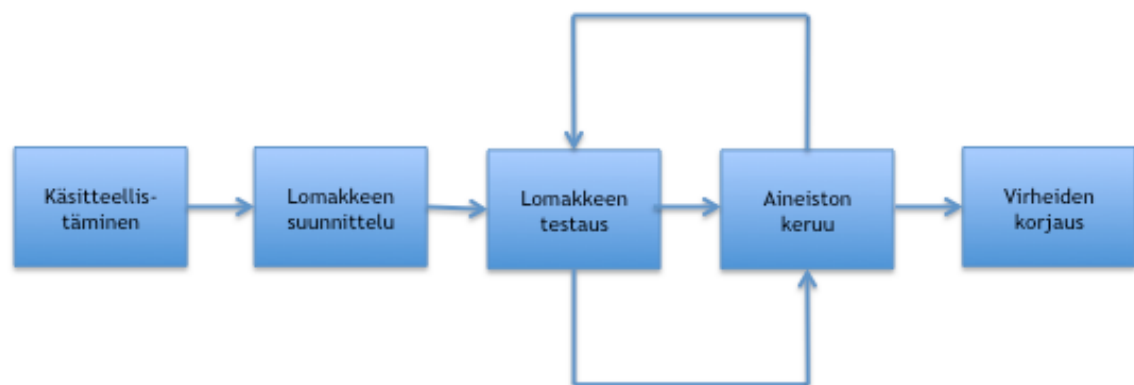 Käsitteellis-
täminen
Lomakkeen
suunnittelu
Lomakkeen
testaus
Aineiston
keruu
Virheiden
korjaus